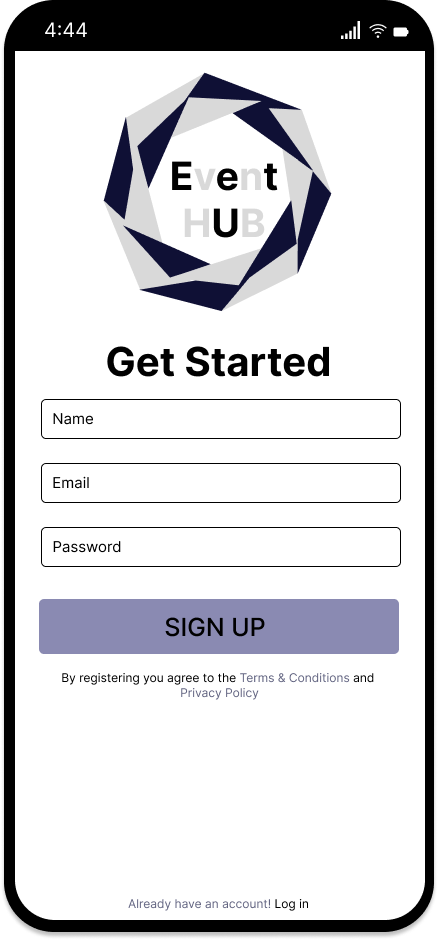 4:44
Event
HUB
Get Started
Name
Email
Password
SIGN UP
By registering you agree to the Terms & Conditions and
Privacy Policy
Already have an account! Log in